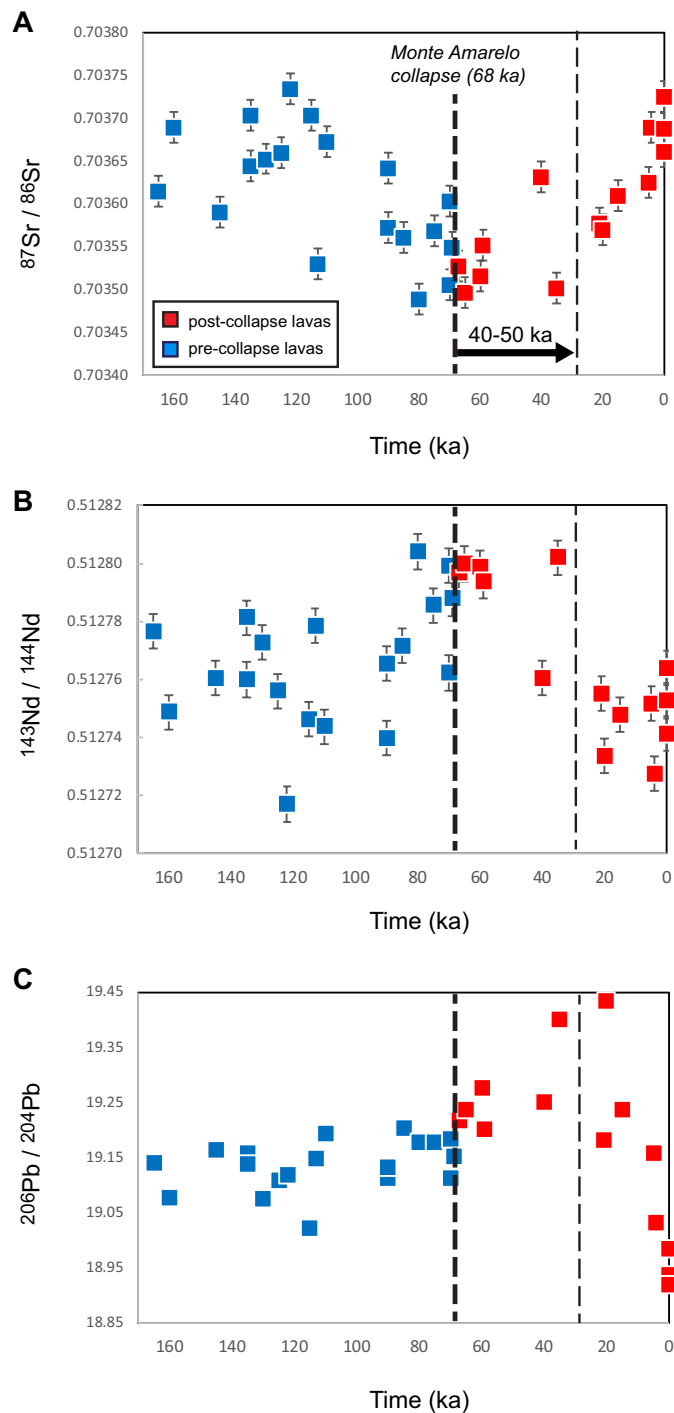 A
0.70380
0.70375
0.70370
0.70365
0.70360
0.70355
0.70350
0.70345
0.70340
87Sr / 86Sr
Monte Amarelo
collapse (68 ka)
post-collapse lavas
pre-collapse lavas
40-50 ka
160 140 120 100 80 60 40 20 0
Time (ka)
B
0.51282
0.51280
0.51278
0.51276
0.51274
0.51272
0.51270
143Nd / 144Nd
160 140 120 100 80 60 40 20 0
Time (ka)
C
19.45
19.35
19.25
19.15
19.05
18.95
18.85
206Pb / 204Pb
160 140 120 100 80 60 40 20 0
Time (ka)